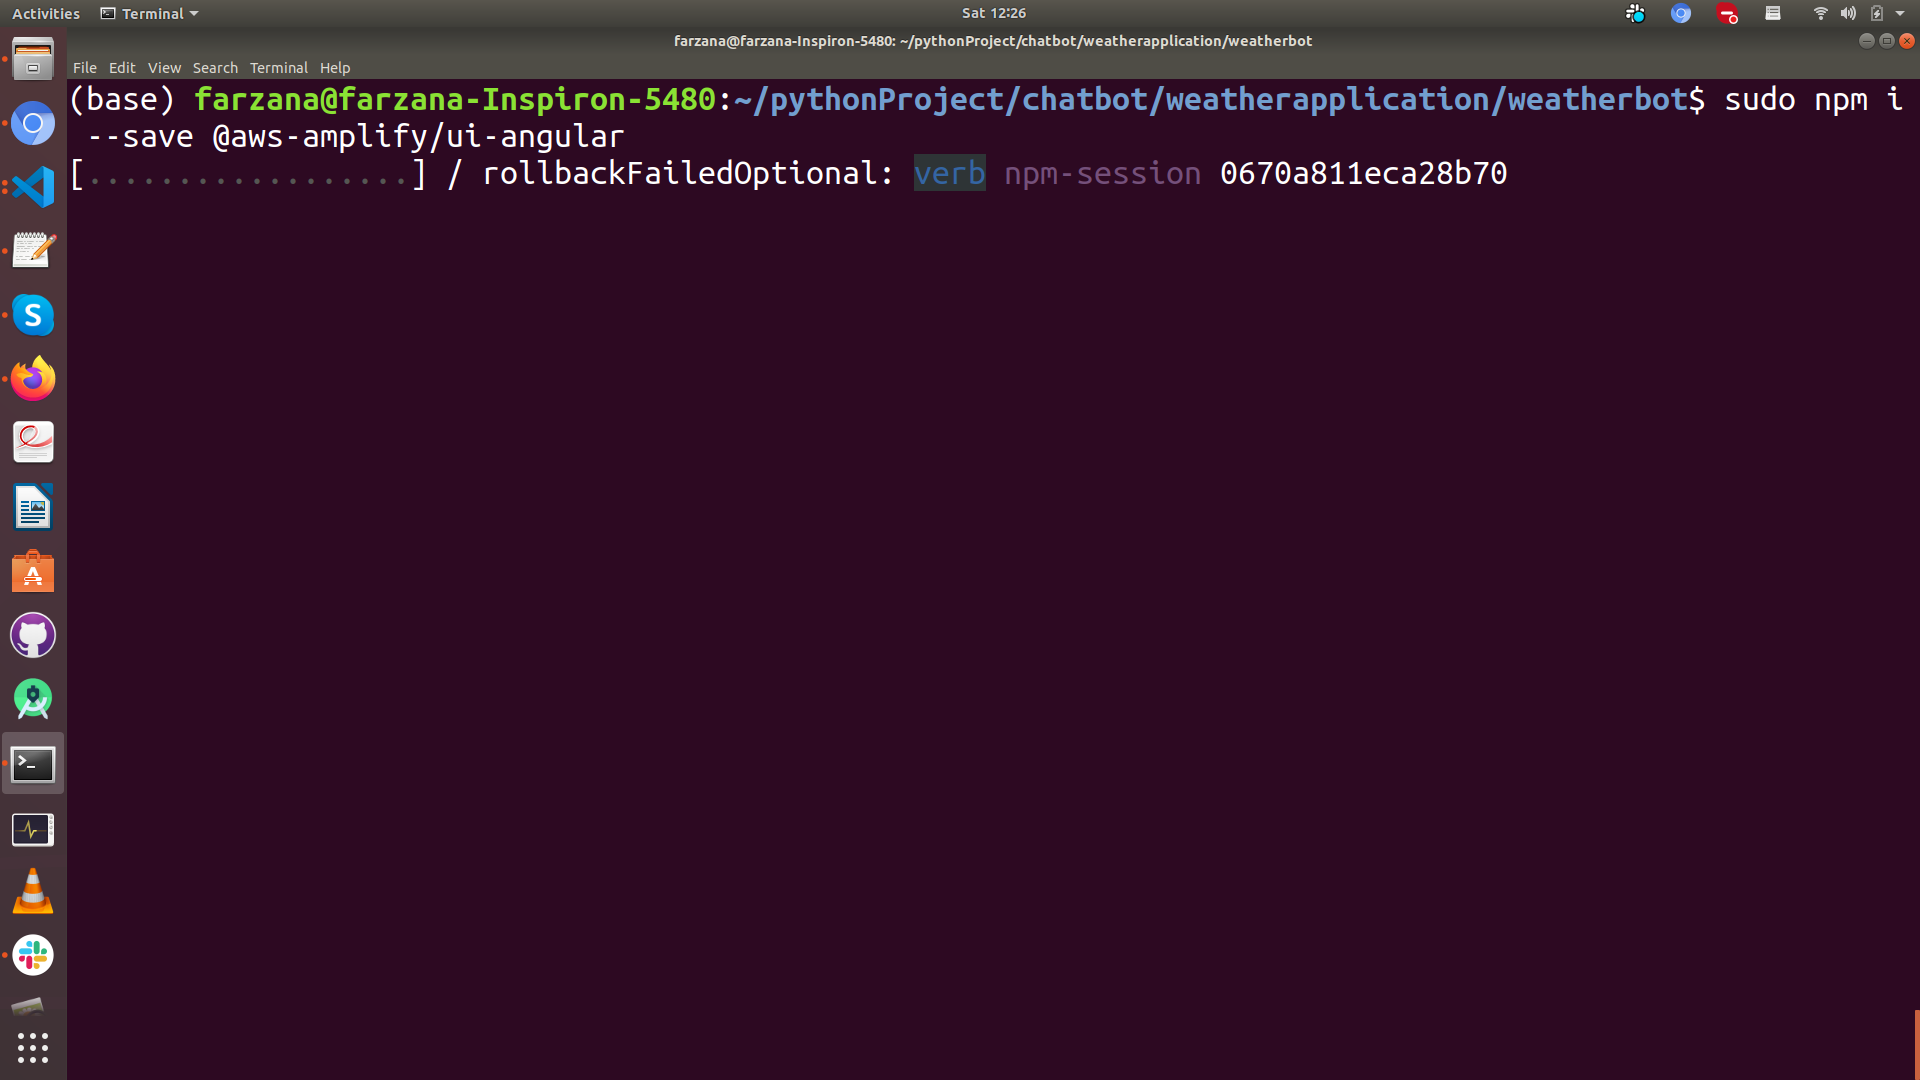 Activities Terminal Sat 12:26
farzana@farzana-Inspiron-5480: ~/pythonProject/chatbot/weatherapplication/weatherbot
File Edit View Search Terminal Help
(base) farzana@farzana-Inspiron-5480:~/pythonProject/chatbot/weatherapplication/weatherbot$ sudo npm i
--save @aws-amplify/ui-angular
[..................] / rollbackFailedOptional: verb npm-session 0670a811eca28b70